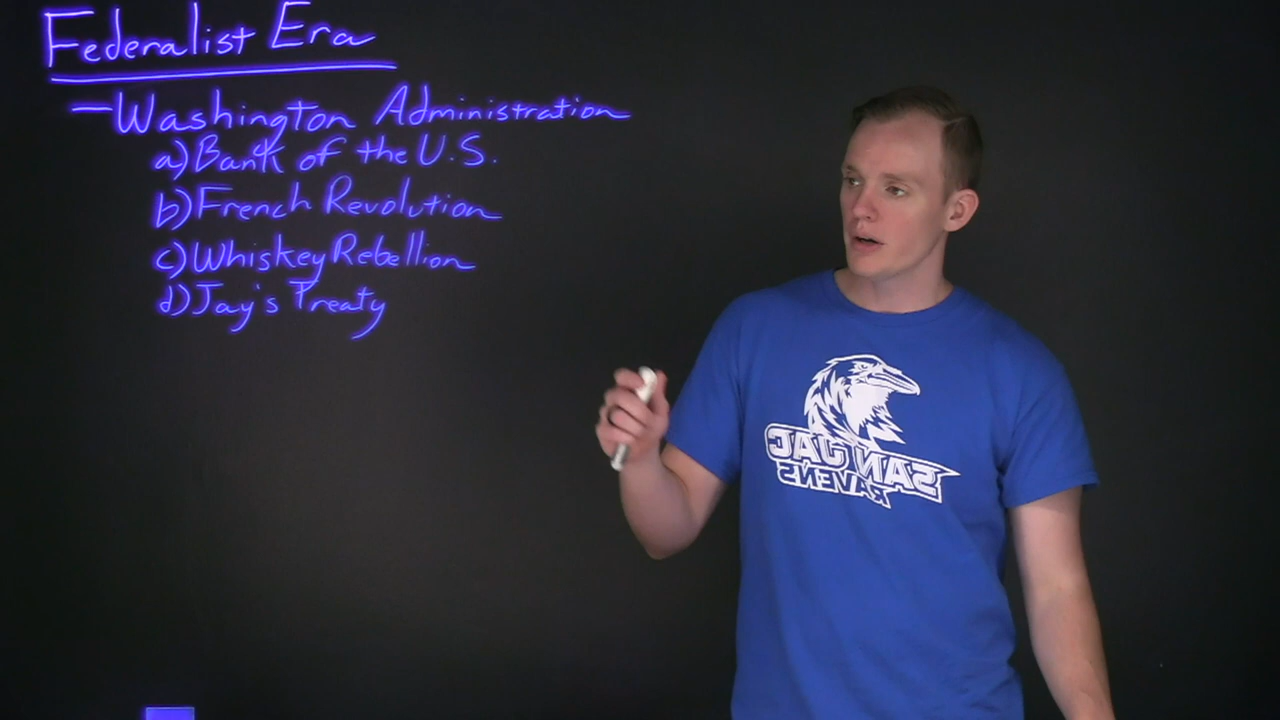 Federalist Era
—Washington Administration
a) Bank of the U.S.
b) French Revolution
c) Whiskey Rebellion
d) Jay's Treaty
SAN JAC
RAVENS